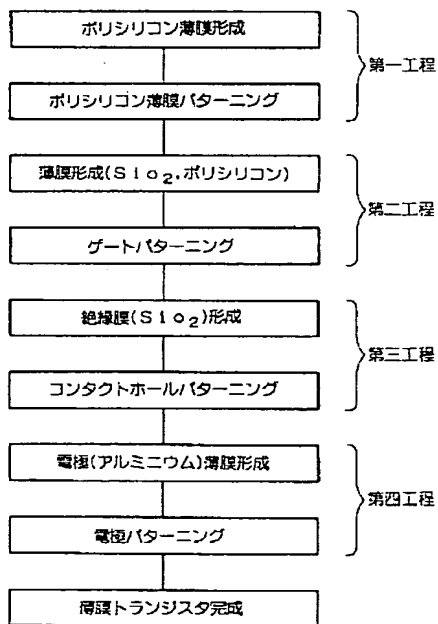 ポリシリコン薄膜形成
ポリシリコン薄膜パターニング
第一工程
薄膜形成(SiO2,ポリシリコン)
ゲートパターニング
第二工程
絶縁膜(SiO2)形成
コンタクトホールパターニング
第三工程
電極(アルミニウム)薄膜形成
電極パターニング
第四工程
薄膜トランジスタ完成